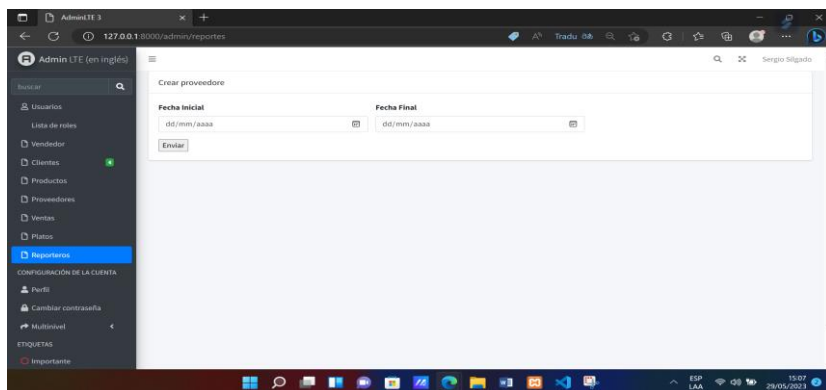 AdminLTE 3
127.0.0.1:8000/admin/reportes
Tradu
Admin LTE (en inglés)
Sergio Silgado
Buscar
Crear proveedore
Usuarios
Fecha Inicial Fecha Final
Lista de roles
dd/mm/aaaa dd/mm/aaaa
Vendedor
Enviar
Clientes
Productos
Proveedores
Ventas
Platos
Reporteros
CONFIGURACIÓN DE LA CUENTA
Perfil
Cambiar contraseña
Multinivel
ETIQUETAS
Importante
ESP
LAA
15:07
29/05/2023